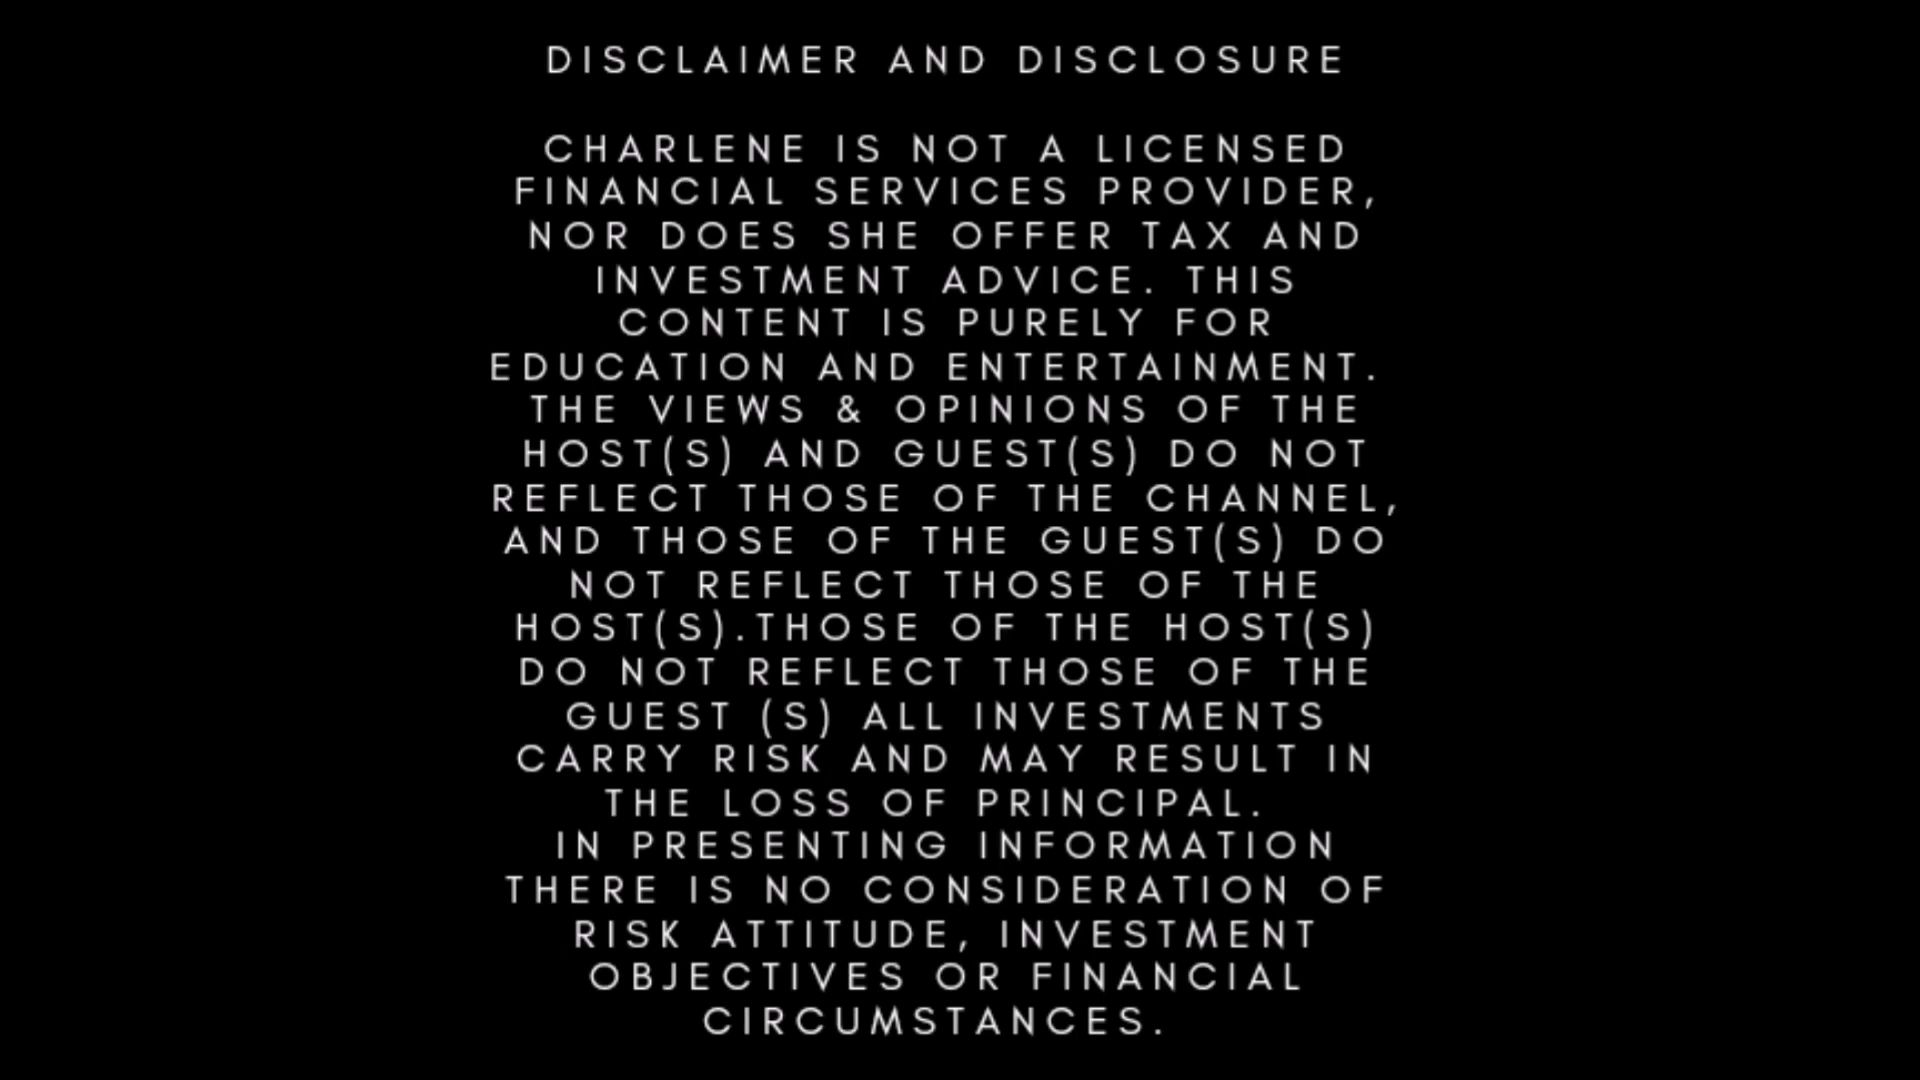 DISCLAIMER AND DISCLOSURE
CHARLENE IS NOT A LICENSED
FINANCIAL SERVICES PROVIDER,
NOR DOES SHE OFFER TAX AND
INVESTMENT ADVICE. THIS
CONTENT IS PURELY FOR
EDUCATION AND ENTERTAINMENT.
THE VIEWS & OPINIONS OF THE
HOST(S) AND GUEST(S) DO NOT
REFLECT THOSE OF THE CHANNEL,
AND THOSE OF THE GUEST(S) DO
NOT REFLECT THOSE OF THE
HOST(S).THOSE OF THE HOST(S)
DO NOT REFLECT THOSE OF THE
GUEST (S) ALL INVESTMENTS
CARRY RISK AND MAY RESULT IN
THE LOSS OF PRINCIPAL.
IN PRESENTING INFORMATION
THERE IS NO CONSIDERATION OF
RISK ATTITUDE, INVESTMENT
OBJECTIVES OR FINANCIAL
CIRCUMSTANCES.